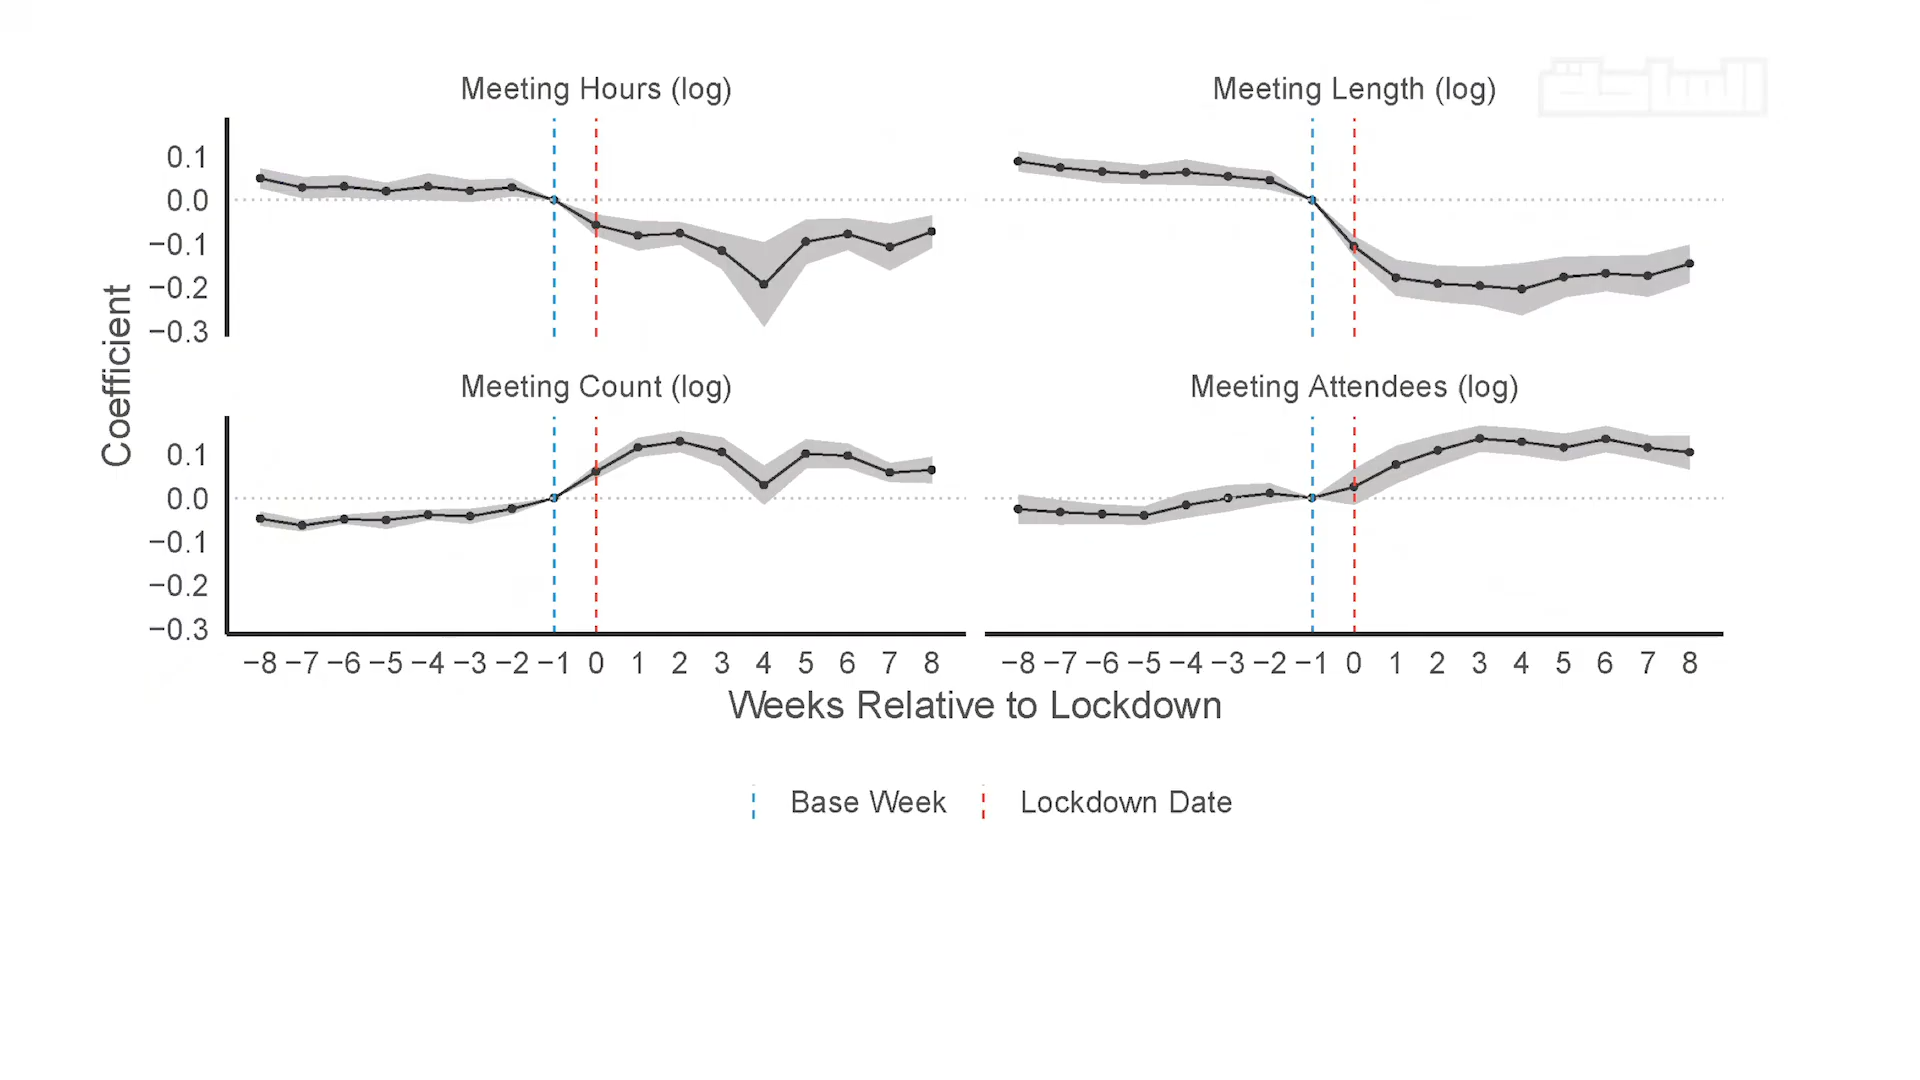 Meeting Hours (log)
Meeting Length (log)
0.1
0.0
−0.1
−0.2
−0.3
Coefficient
Meeting Count (log)
Meeting Attendees (log)
0.1
0.0
−0.1
−0.2
−0.3
−8 −7 −6 −5 −4 −3 −2 −1 0 1 2 3 4 5 6 7 8
−8 −7 −6 −5 −4 −3 −2 −1 0 1 2 3 4 5 6 7 8
Weeks Relative to Lockdown
Base Week
Lockdown Date